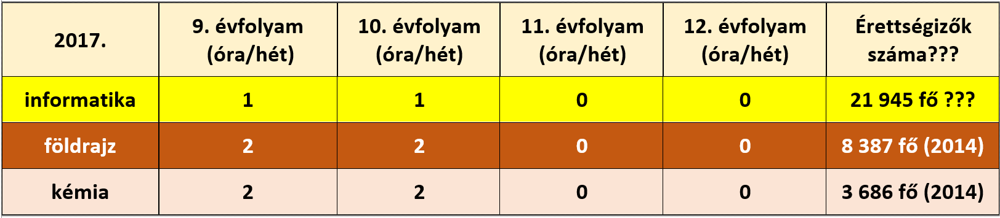 2017. 9. évfolyam (óra/hét) 10. évfolyam (óra/hét) 11. évfolyam (óra/hét) 12. évfolyam (óra/hét) Érettségizők száma???
informatika 1 1 0 0 21 945 fő ???
földrajz 2 2 0 0 8 387 fő (2014)
kémia 2 2 0 0 3 686 fő (2014)